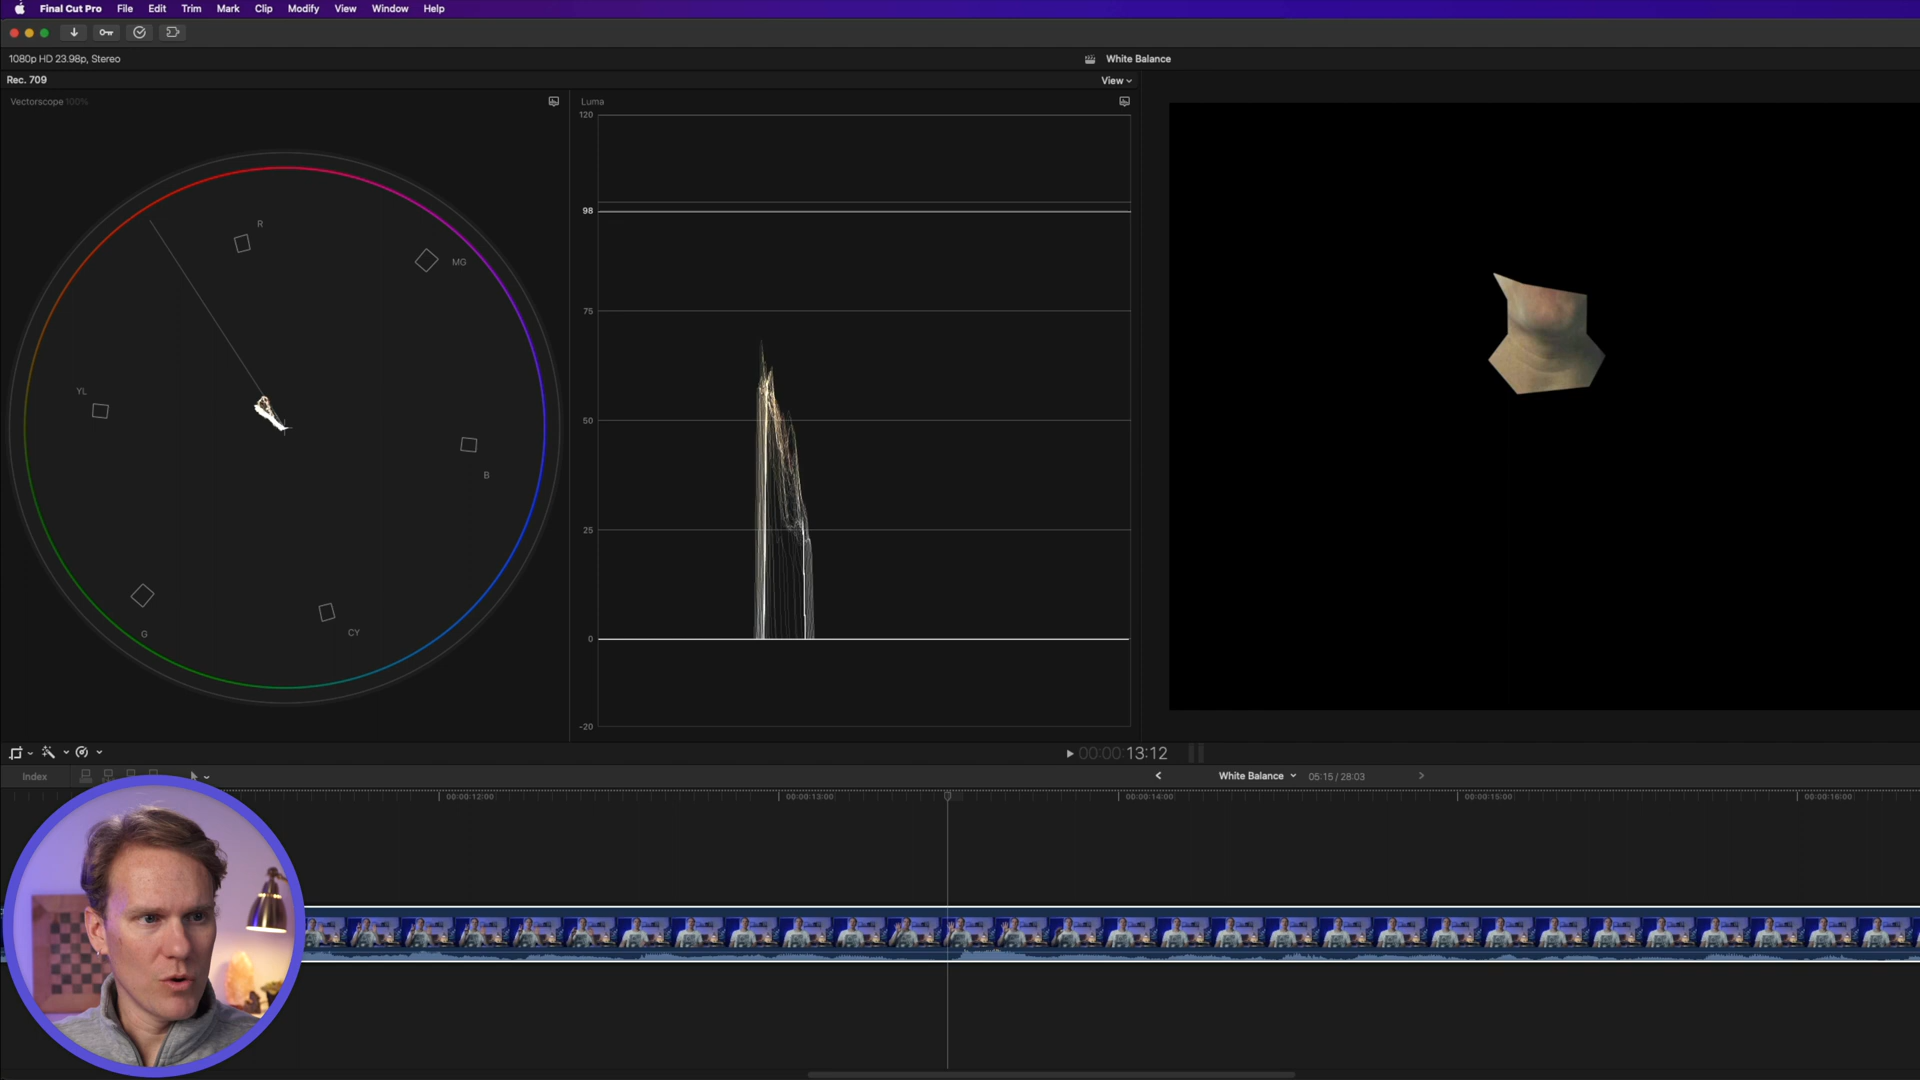 Final Cut Pro File Edit Trim Mark Clip Modify View Window Help
1080p HD 23.98p, Stereo
White Balance
Rec. 709
View
Vectorscope 100%
Luma
120
98
75
50
25
0
-20
R
MG
YL
B
G
CY
00:00:13:12
Index
White Balance
05:15 / 28:03
00:00:12:00
00:00:13:00
00:00:14:00
00:00:15:00
00:00:16:00